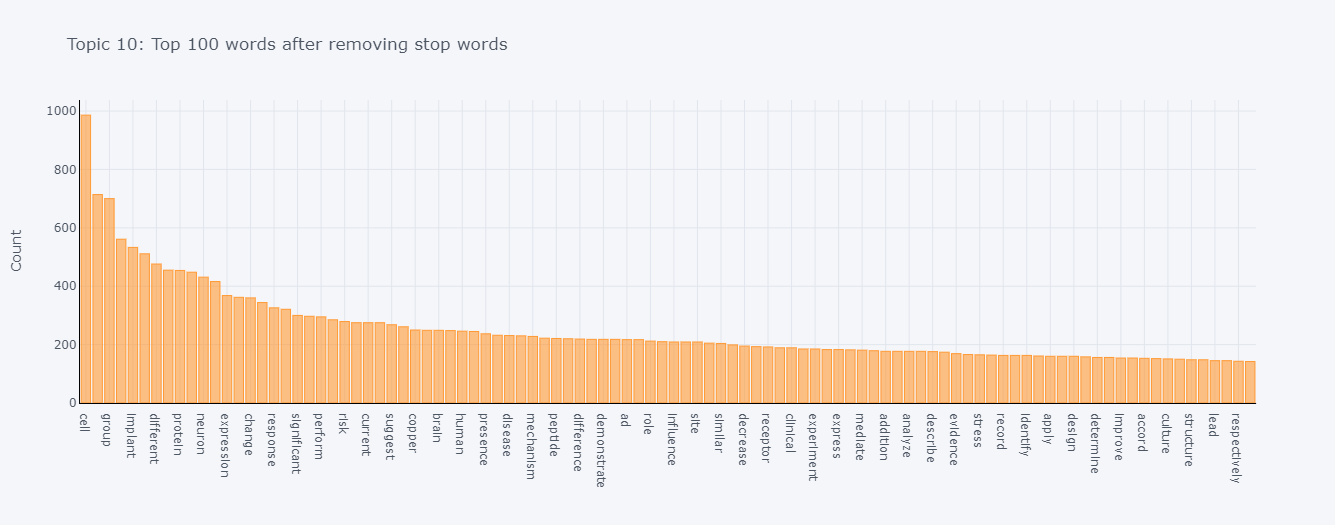 Topic 10: Top 100 words after removing stop words
Count
1000
800
600
400
200
0
cell
group
implant
different
protein
neuron
expression
change
response
significant
perform
risk
current
suggest
copper
brain
human
presence
disease
mechanism
peptide
difference
demonstrate
ad
role
influence
site
similar
decrease
receptor
clinical
experiment
express
mediate
addition
analyze
describe
evidence
stress
record
identify
apply
design
determine
improve
accord
culture
structure
lead
respectively